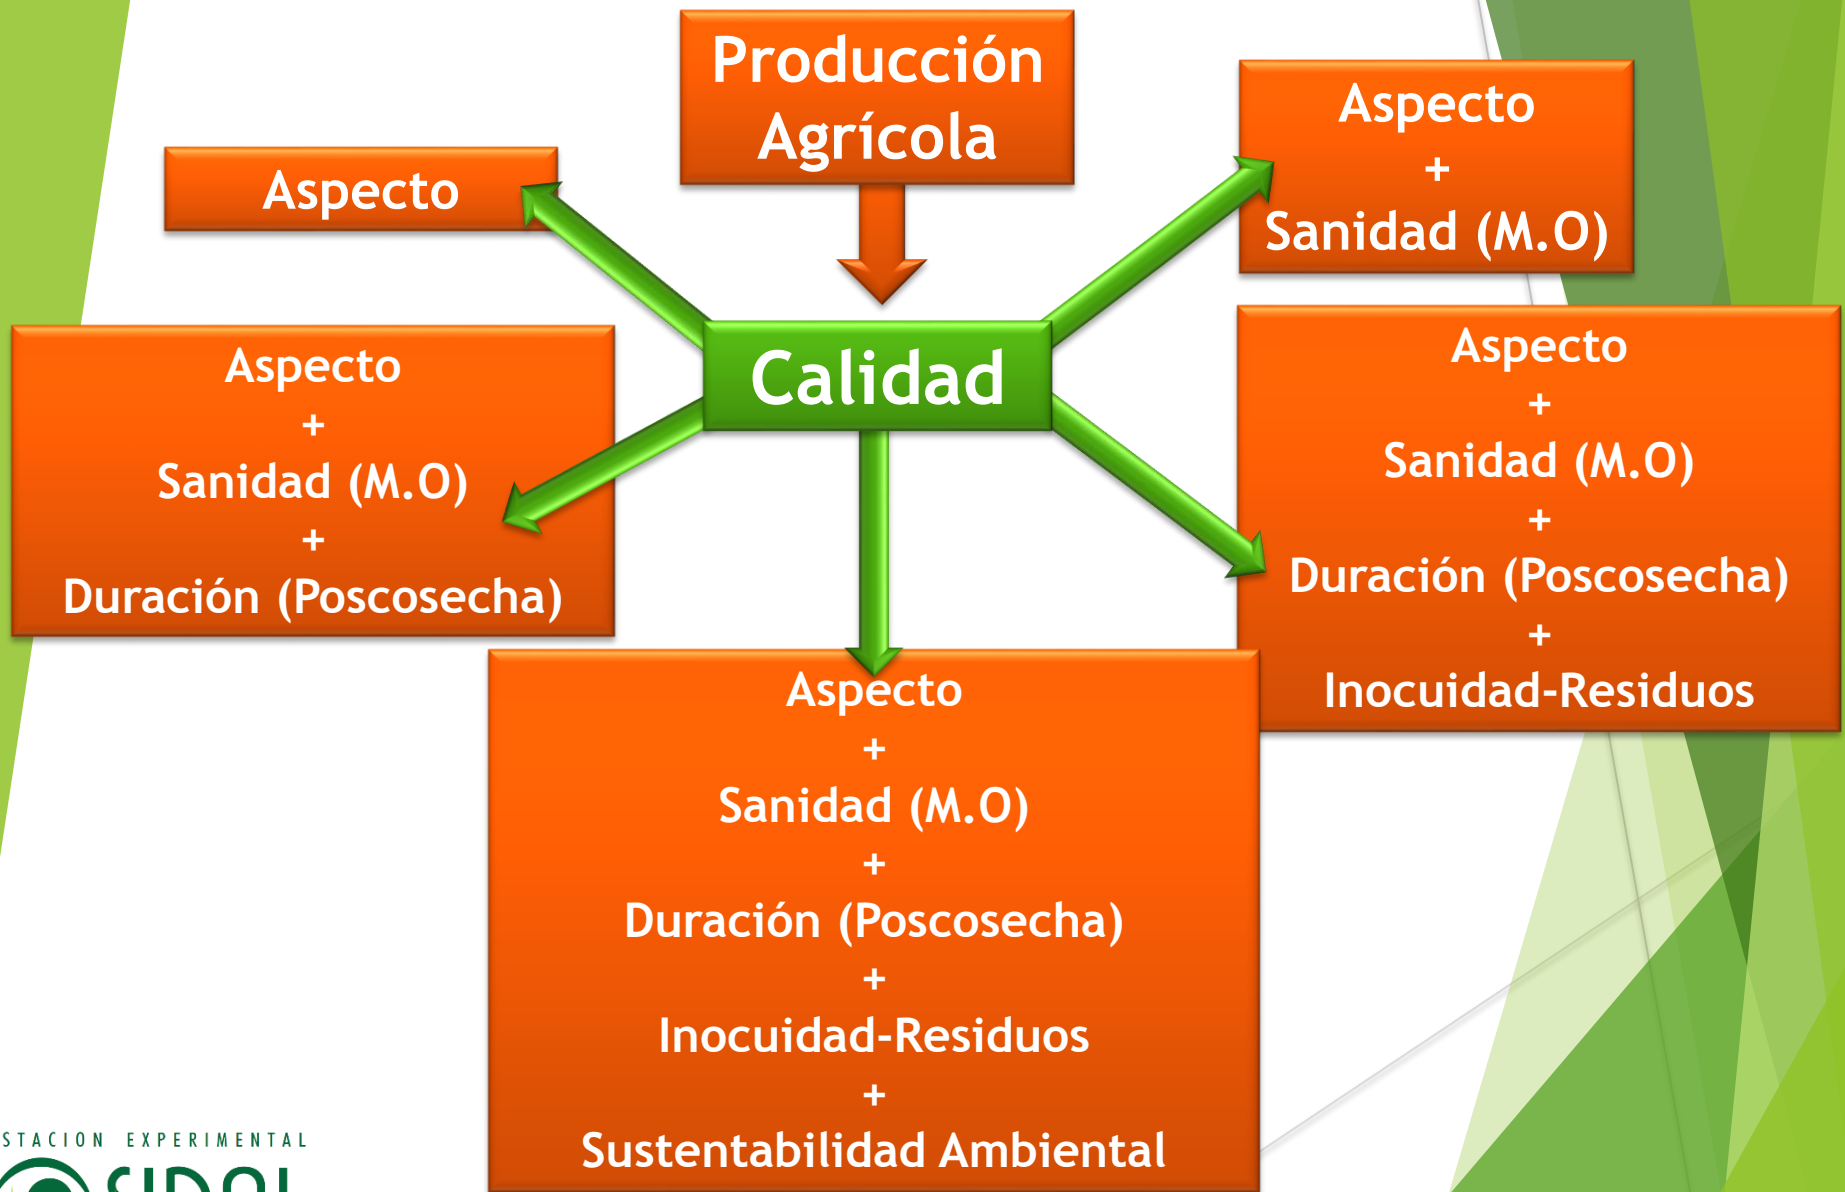 Producción
Agrícola
Aspecto
Aspecto
+
Sanidad (M.O)
Calidad
Aspecto
+
Sanidad (M.O)
+
Duración (Poscosecha)
Aspecto
+
Sanidad (M.O)
+
Duración (Poscosecha)
+
Inocuidad-Residuos
Aspecto
+
Sanidad (M.O)
+
Duración (Poscosecha)
+
Inocuidad-Residuos
+
Sustentabilidad Ambiental
STACION EXPERIMENTAL